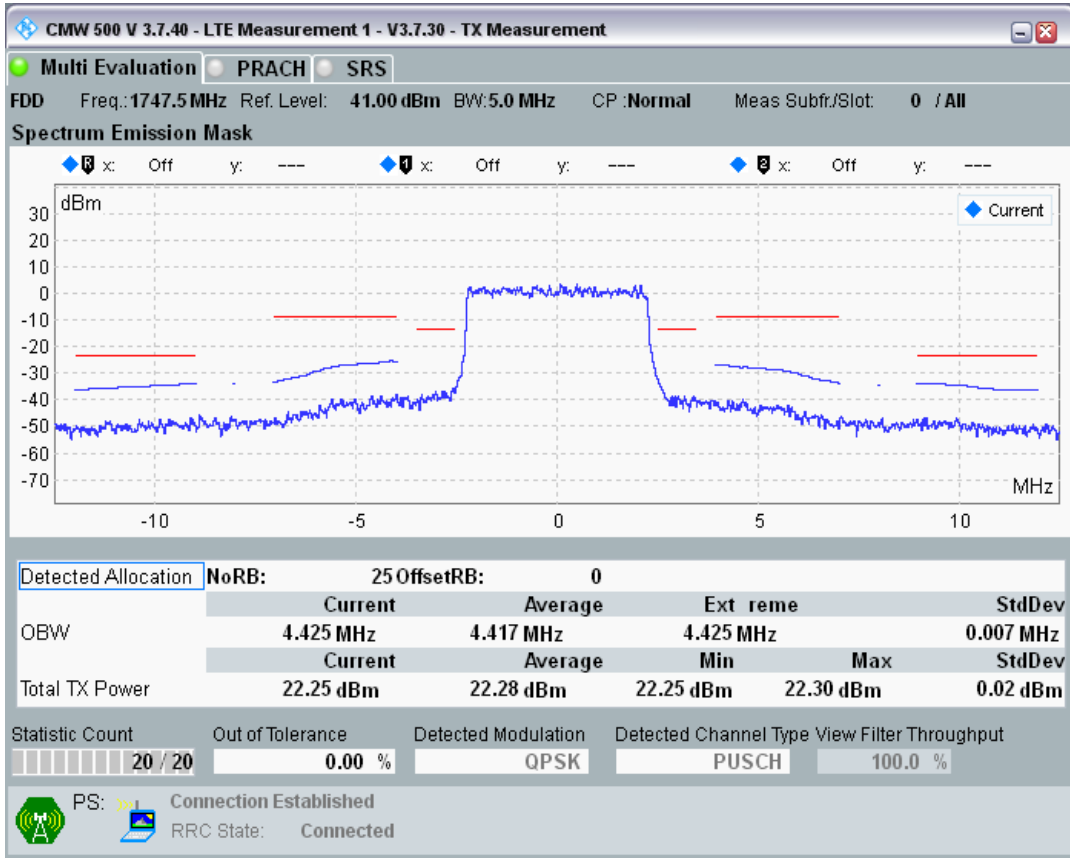 CMW 500 V 3.7.40 - LTE Measurement 1 - V3.7.30 - TX Measurement
Multi Evaluation PRACH SRS
FDD Freq.: 1747.5 MHz Ref. Level: 41.00 dBm BW: 5.0 MHz CP : Normal Meas Subfr./Slot: 0 / All
Spectrum Emission Mask
R x: Off y: --- 1 x: Off y: --- 2 x: Off y: ---
dBm
Current
30
20
10
0
-10
-20
-30
-40
-50
-60
-70
MHz
-10 -5 0 5 10
Detected Allocation NoRB: 25 OffsetRB: 0
Current Average Ext reme StdDev
OBW 4.425 MHz 4.417 MHz 4.425 MHz 0.007 MHz
Current Average Min Max StdDev
Total TX Power 22.25 dBm 22.28 dBm 22.25 dBm 22.30 dBm 0.02 dBm
Statistic Count Out of Tolerance Detected Modulation Detected Channel Type View Filter Throughput
20 / 20 0.00 % QPSK PUSCH 100.0 %
PS: Connection Established
RRC State: Connected